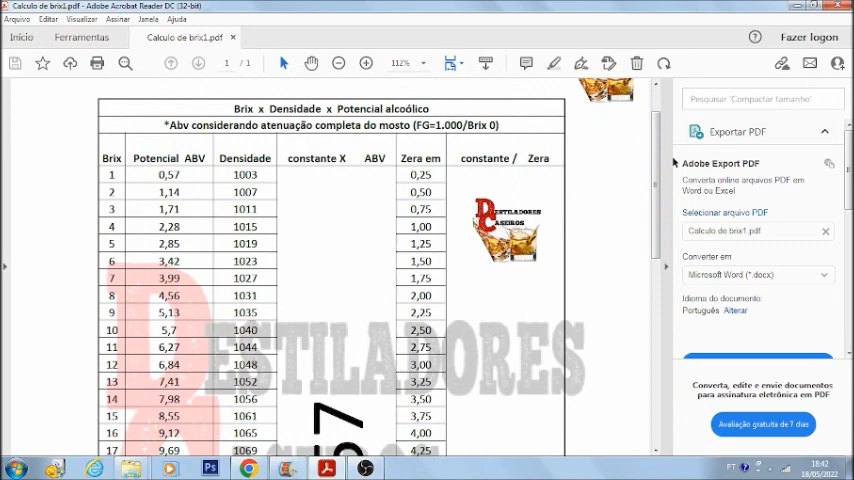 Calculo de brix1.pdf - Adobe Acrobat Reader DC (32-bit)
Arquivo Editar Visualizar Assinar Janela Ajuda
Início Ferramentas Calculo de brix1.pdf × Fazer logon
1 / 1 112%
Brix x Densidade x Potencial alcoólico
*Abv considerando atenuação completa do mosto (FG=1.000/Brix 0)
Brix Potencial ABV Densidade constante X ABV Zera em constante / Zera
1 0,57 1003 0,25
2 1,14 1007 0,50
3 1,71 1011 0,75
4 2,28 1015 1,00
5 2,85 1019 1,25
6 3,42 1023 1,50
7 3,99 1027 1,75
8 4,56 1031 2,00
9 5,13 1035 2,25
10 5,7 1040 2,50
11 6,27 1044 2,75
12 6,84 1048 3,00
13 7,41 1052 3,25
14 7,98 1056 3,50
15 8,55 1061 3,75
16 9,12 1065 4,00
17 9,69 1069 4,25
57
DESTILADORES
CASEIROS
DESTILADORES
Pesquisar 'Compactar tamanho'
Exportar PDF
Adobe Export PDF
Converta online arquivos PDF em
Word ou Excel
Selecionar arquivo PDF
Calculo de brix1.pdf ×
Converter em
Microsoft Word (*.docx)
Idioma do documento:
Português Alterar
Converta, edite e envie documentos
para assinatura eletrônica em PDF
Avaliação gratuita de 7 dias
Ps
PT
18:42
18/05/2022